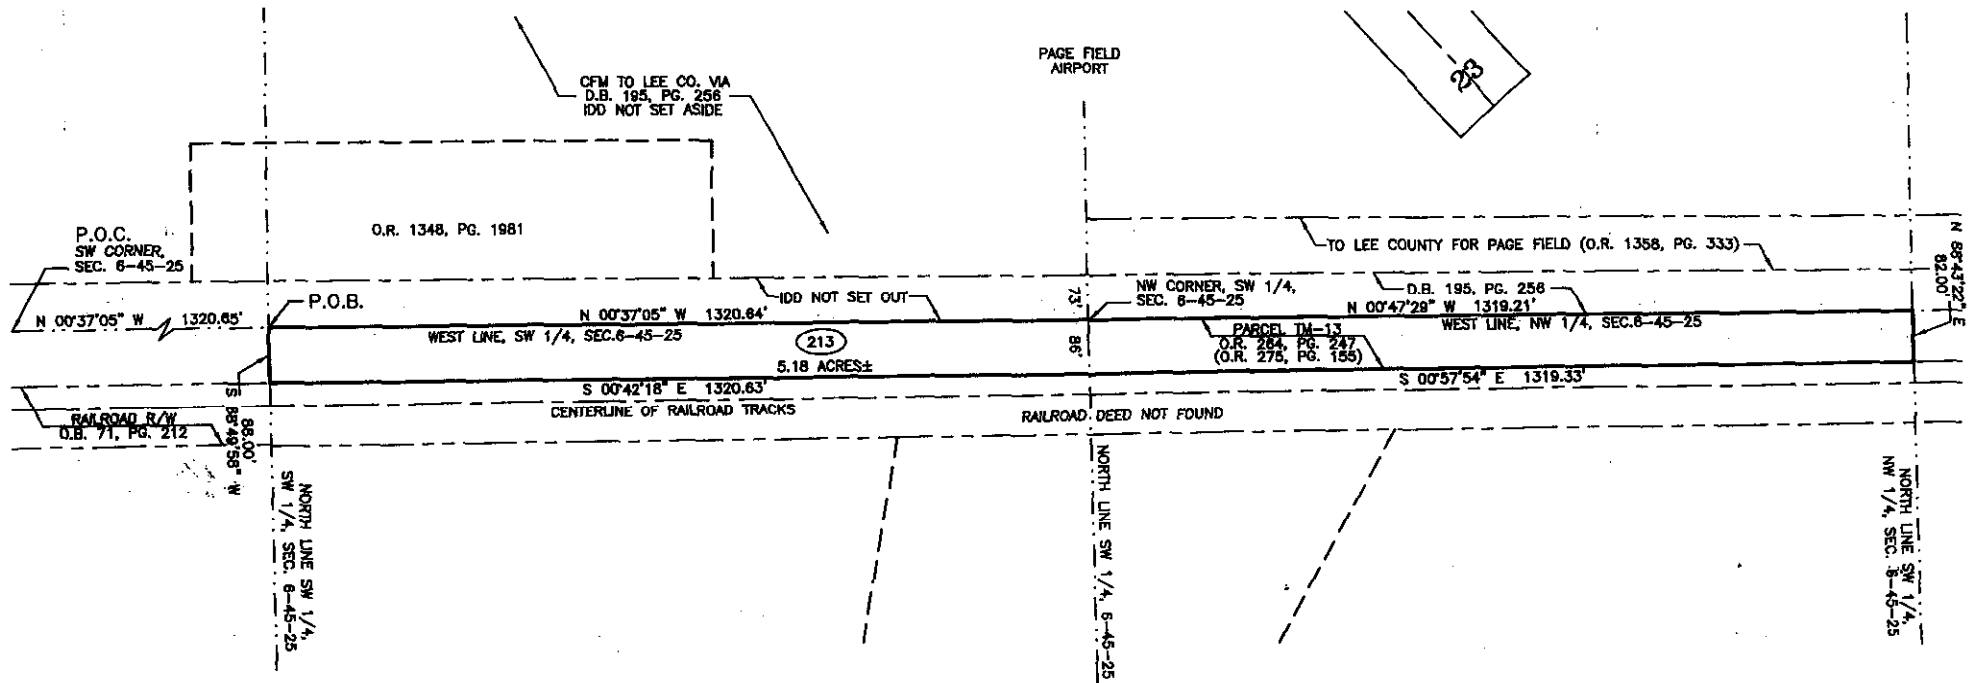 PAGE FIELD
AIRPORT
23
CFM TO LEE CO. VIA
D.B. 195, PG. 256
IDD NOT SET ASIDE
O.R. 1348, PG. 1981
P.O.C.
SW CORNER,
SEC. 6-45-25
TO LEE COUNTY FOR PAGE FIELD (O.R. 1358, PG. 333)
N 88°43'22" E
82.00'
P.O.B.
IDD NOT SET OUT
73'
NW CORNER, SW 1/4,
SEC. 6-45-25
D.B. 195, PG. 256
N 00°37'05" W 1320.65'
N 00°37'05" W 1320.64'
N 00°47'29" W 1319.21'
WEST LINE, SW 1/4, SEC.6-45-25
WEST LINE, NW 1/4, SEC.6-45-25
213
5.18 ACRES±
86'
PARCEL TM-13
O.R. 264, PG. 247
(O.R. 275, PG. 155)
S 00°42'18" E 1320.63'
S 00°57'54" E 1319.33'
CENTERLINE OF RAILROAD TRACKS
RAILROAD DEED NOT FOUND
RAILROAD R/W
D.B. 71, PG. 212
S 88°49'58" W
88.00'
NORTH LINE SW 1/4,
SW 1/4, SEC. 6-45-25
NORTH LINE SW 1/4, 6-45-25
NORTH LINE SW 1/4,
NW 1/4, SEC. 6-45-25